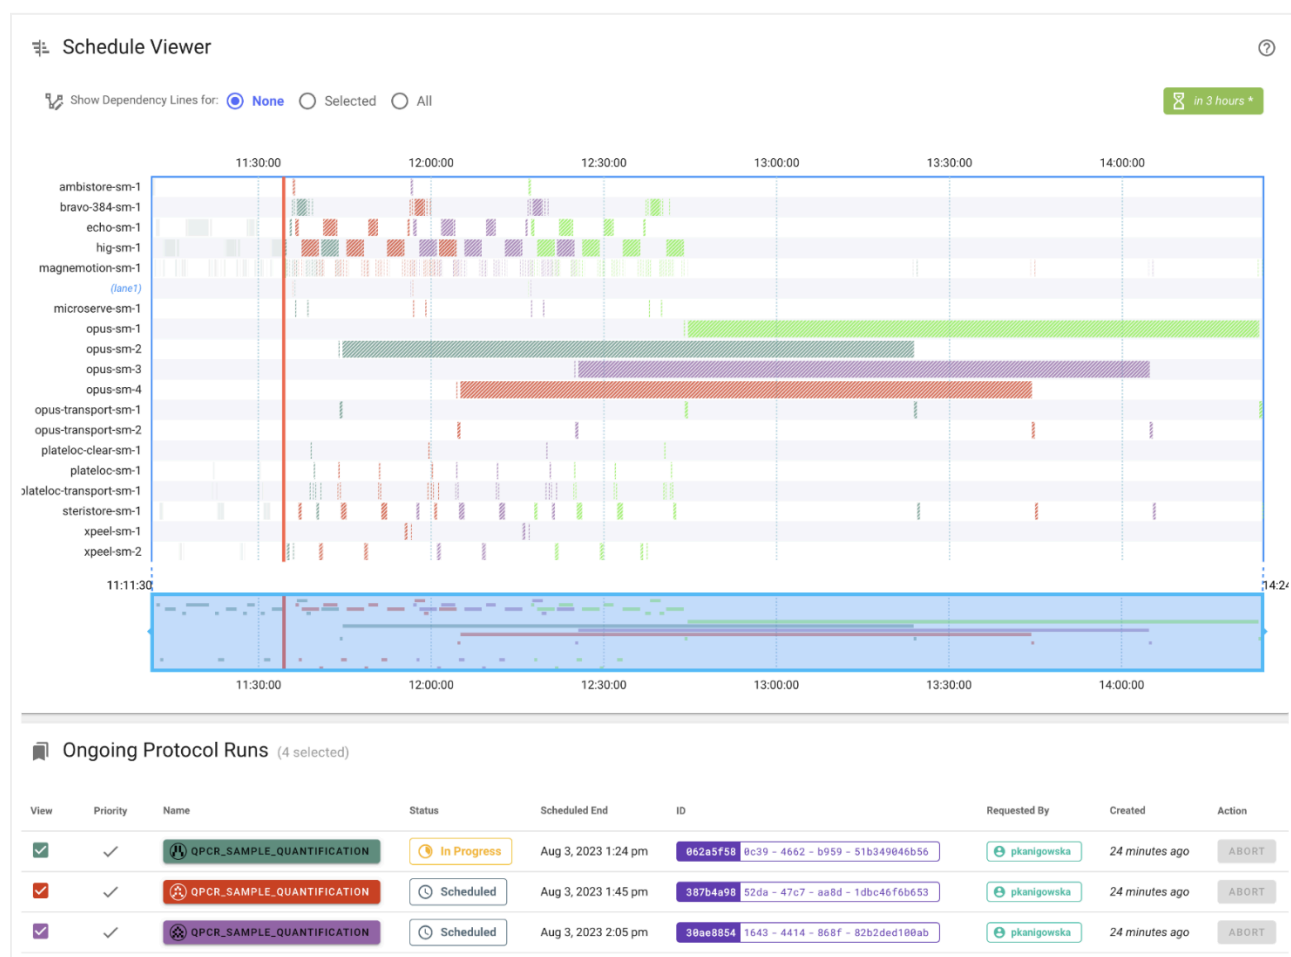 Schedule Viewer
Show Dependency Lines for: None Selected All
in 3 hours *
11:30:00 12:00:00 12:30:00 13:00:00 13:30:00 14:00:00
ambistore-sm-1
bravo-384-sm-1
echo-sm-1
hig-sm-1
magnemotion-sm-1
(lane1)
microserve-sm-1
opus-sm-1
opus-sm-2
opus-sm-3
opus-sm-4
opus-transport-sm-1
opus-transport-sm-2
plateloc-clear-sm-1
plateloc-sm-1
plateloc-transport-sm-1
steristore-sm-1
xpeel-sm-1
xpeel-sm-2
11:11:30 14:24
11:30:00 12:00:00 12:30:00 13:00:00 13:30:00 14:00:00
Ongoing Protocol Runs (4 selected)
View Priority Name Status Scheduled End ID Requested By Created Action
QPCR_SAMPLE_QUANTIFICATION In Progress Aug 3, 2023 1:24 pm 062a5f58 0c39 - 4662 - b959 - 51b349046b56 pkanigowska 24 minutes ago ABORT
QPCR_SAMPLE_QUANTIFICATION Scheduled Aug 3, 2023 1:45 pm 387b4a98 52da - 47c7 - aa8d - 1dbc46f6b653 pkanigowska 24 minutes ago ABORT
QPCR_SAMPLE_QUANTIFICATION Scheduled Aug 3, 2023 2:05 pm 30ae8854 1643 - 4414 - 868f - 82b2ded100ab pkanigowska 24 minutes ago ABORT